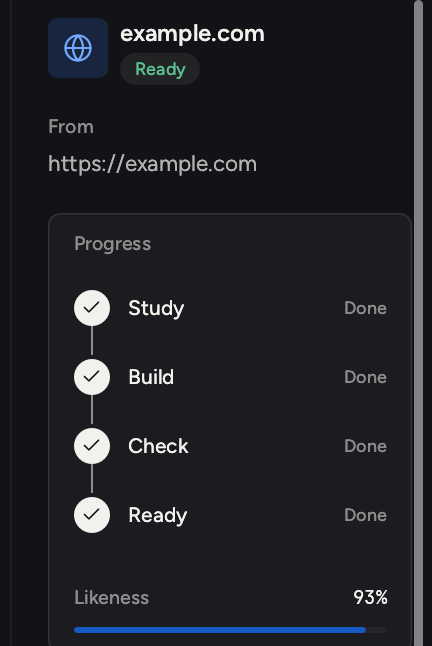 example.com
Ready
From
https://example.com
Progress
Study Done
Build Done
Check Done
Ready Done
Likeness 93%